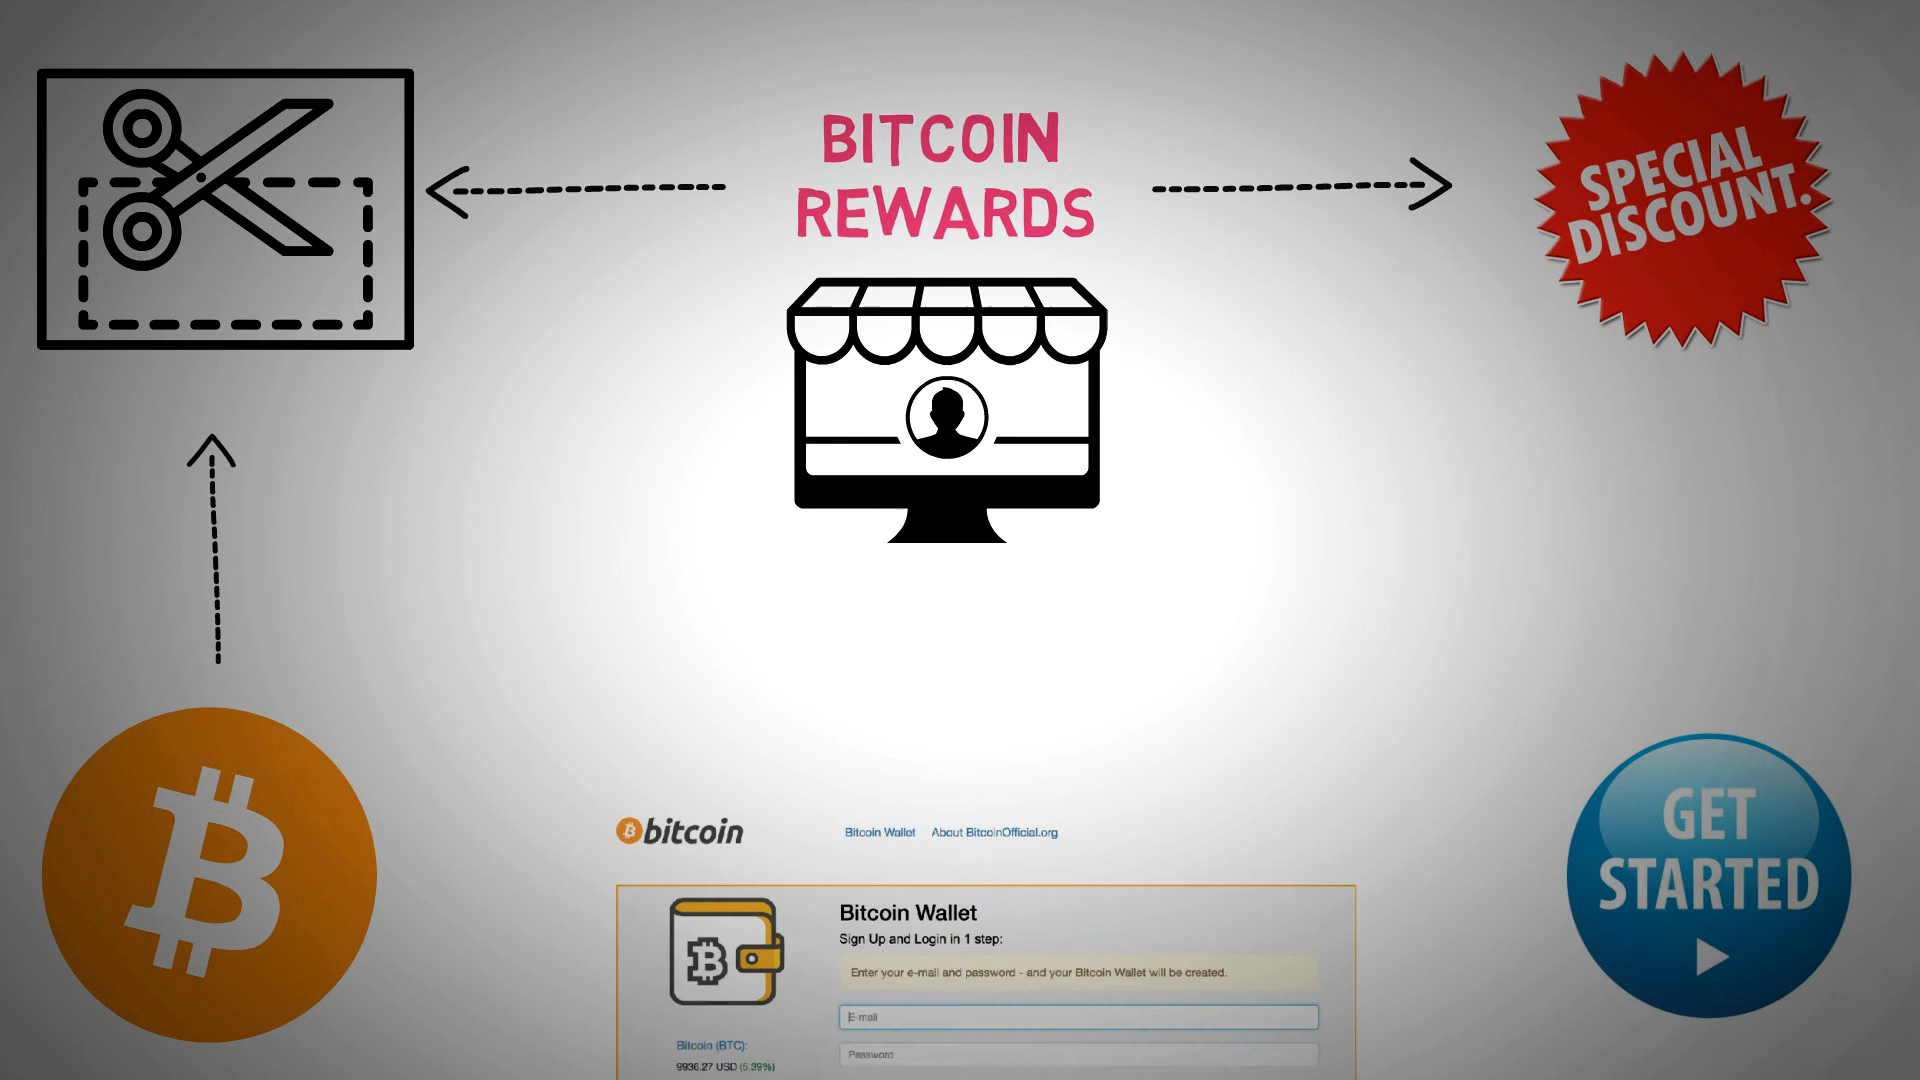 BITCOIN
REWARDS
SPECIAL
DISCOUNT.
GET
STARTED
bitcoin
Bitcoin Wallet
About BitcoinOfficial.org
Bitcoin Wallet
Sign Up and Login in 1 step:
Enter your e-mail and password - and your Bitcoin Wallet will be created.
E-mail
Password
Bitcoin (BTC):
9936.27 USD (5.39%)